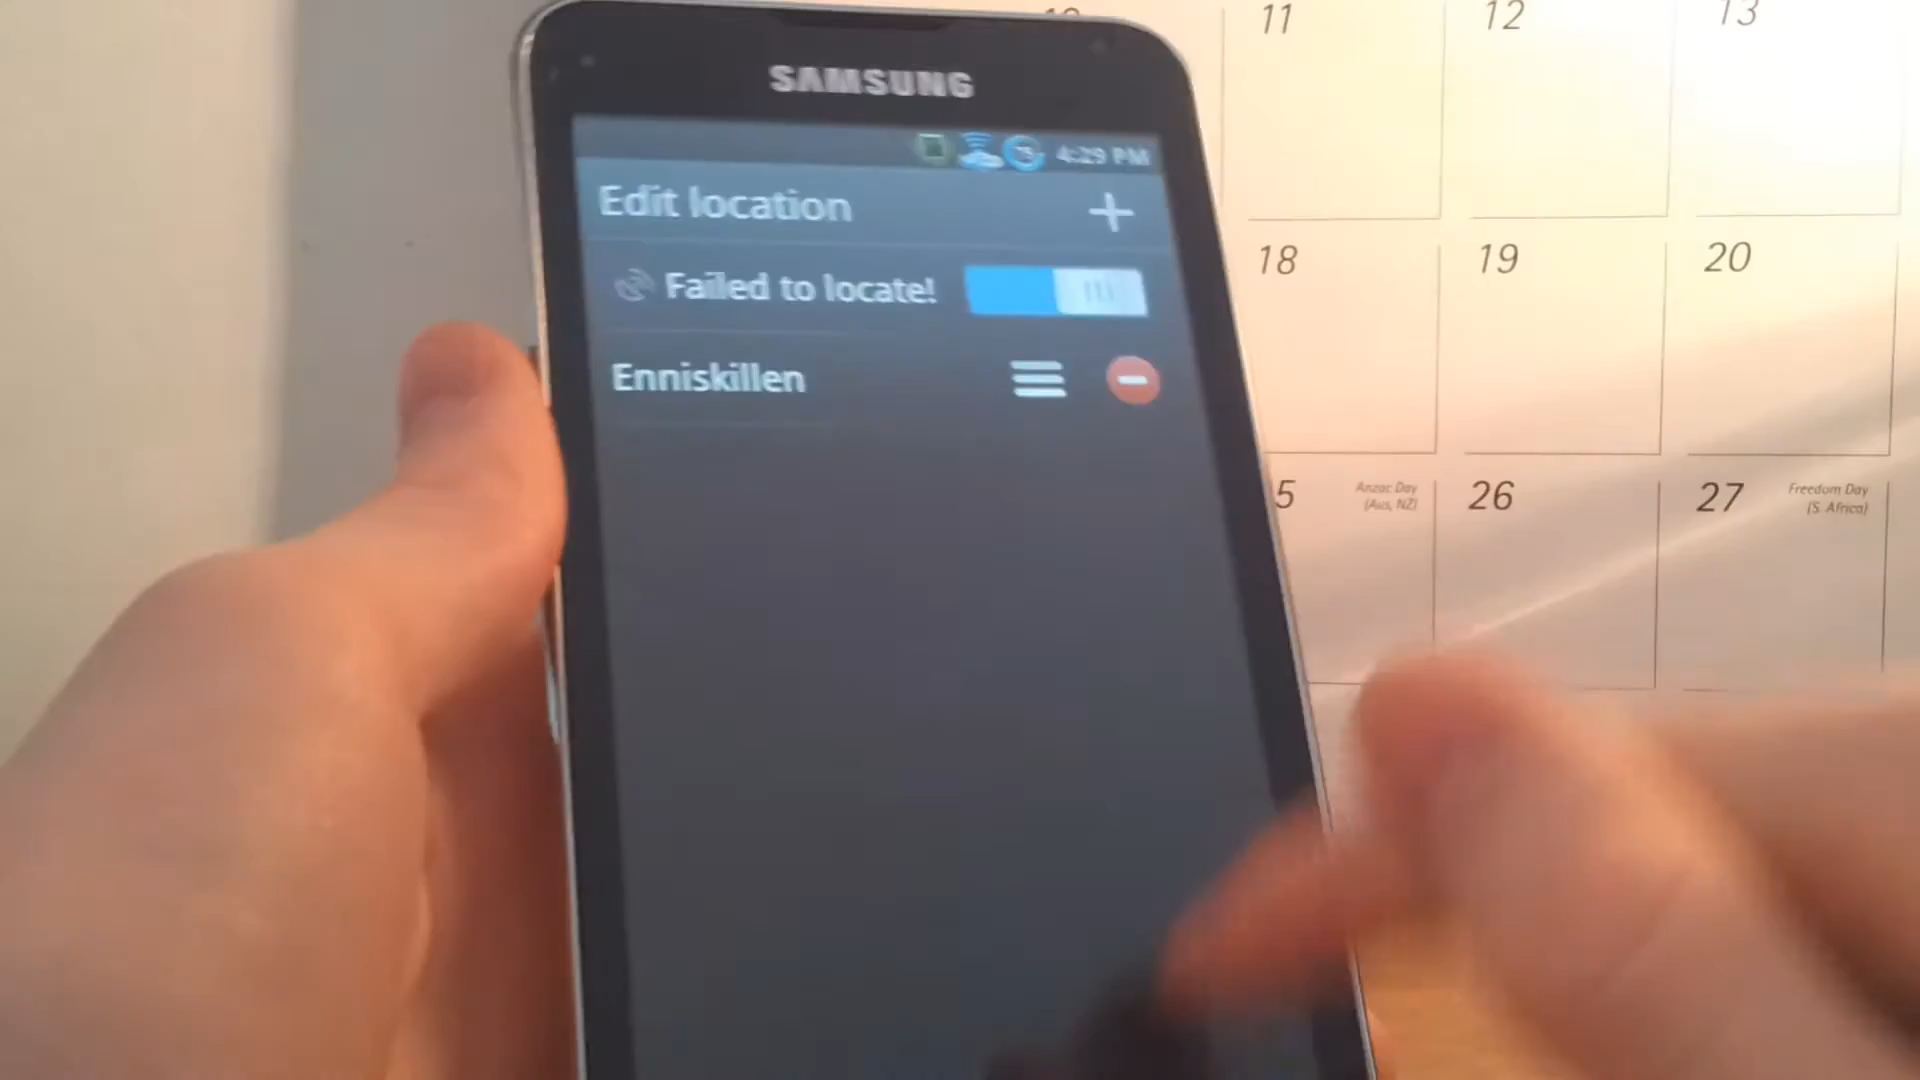 SAMSUNG
4:29 PM
Edit location
Failed to locate!
Enniskillen
11
12
13
18
19
20
5
Anzac Day
(Aus, NZ)
26
27
Freedom Day
(S. Africa)